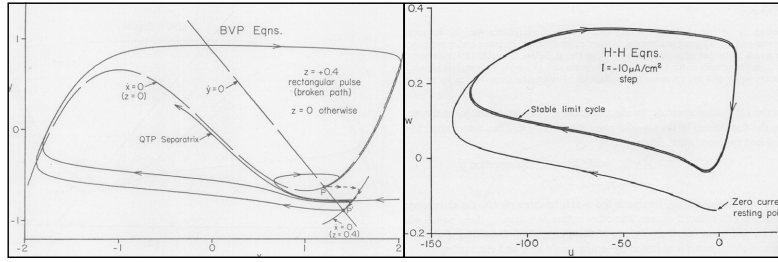 BVP Eqns.
z = +0.4
rectangular pulse
(broken path)
z = 0 otherwise
ẋ=0
(z=0)
ẏ=0
QTP Separatrix
P
P'
ẋ=0
(z=0.4)
1
0
-1
-2
-1
0
1
2
H-H Eqns.
I = -10μA/cm²
step
Stable limit cycle
Zero curre
resting poi
0.4
0.2
w
0
-0.2
-150
-100
-50
0
u